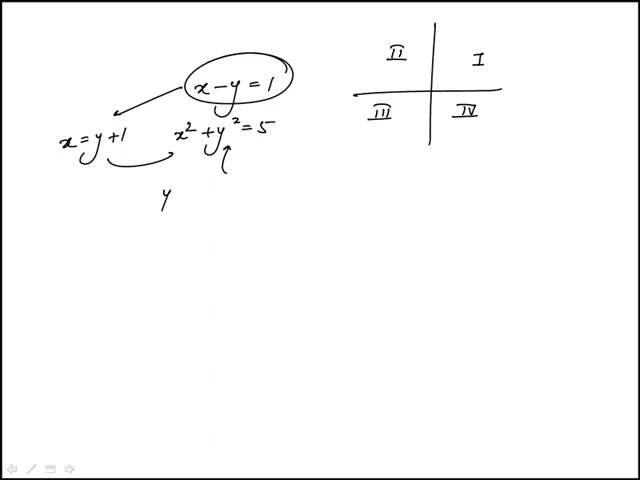 x - y = 1
x = y + 1
x² + y² = 5
y
II
I
III
IV